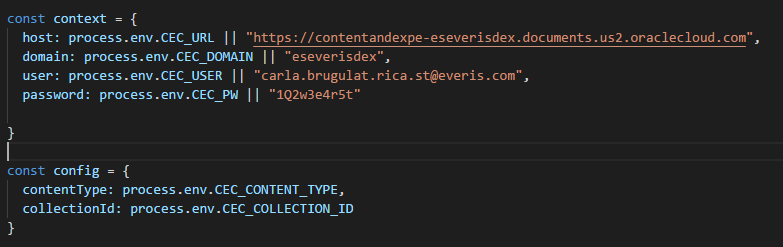 const context = {
host: process.env.CEC_URL || "https://contentandexpe-eseverisdex.documents.us2.oraclecloud.com",
domain: process.env.CEC_DOMAIN || "eseverisdex",
user: process.env.CEC_USER || "carla.brugulat.rica.st@everis.com",
password: process.env.CEC_PW || "1Q2w3e4r5t"
}
const config = {
contentType: process.env.CEC_CONTENT_TYPE,
collectionId: process.env.CEC_COLLECTION_ID
}